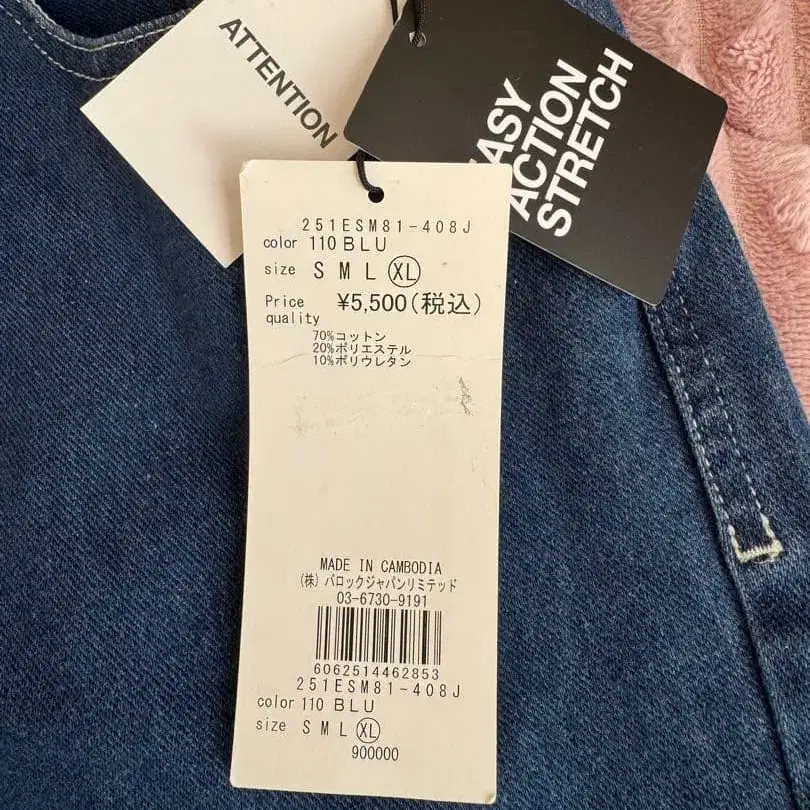 ATTENTION
EASY
ACTION
STRETCH
251ESM81-408J
color 110 BLU
size S M L XL
Price ¥5,500(税込)
quality
70%コットン
20%ポリエステル
10%ポリウレタン
MADE IN CAMBODIA
(株) バロックジャパンリミテッド
03-6730-9191
6062514462853
251ESM81-408J
color 110 BLU
size S M L XL
900000